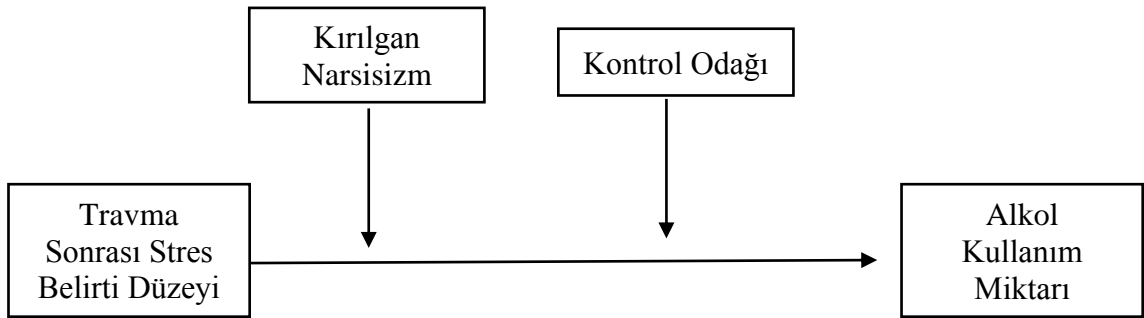 Kırılgan
Narsisizm
Kontrol Odağı
Travma
Sonrası Stres
Belirti Düzeyi
Alkol
Kullanım
Miktarı